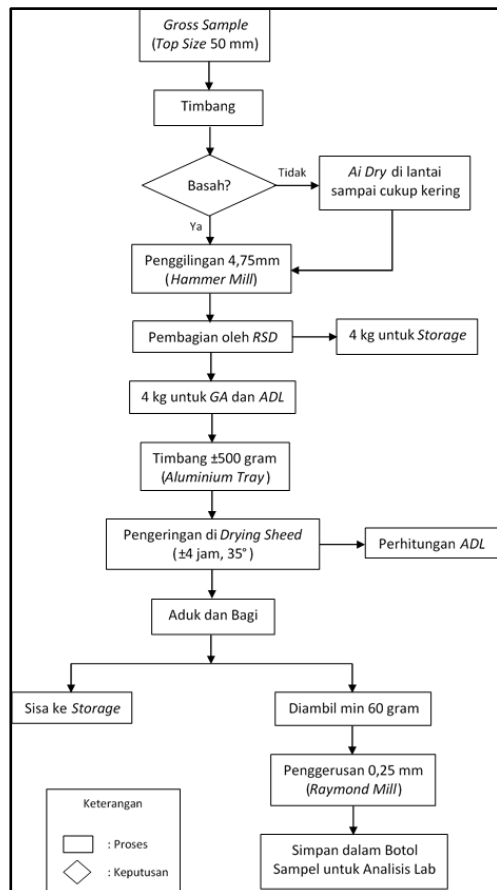 Gross Sample
(Top Size 50 mm)
Timbang
Basah?
Tidak
Ai Dry di lantai
sampai cukup kering
Ya
Penggilingan 4,75mm
(Hammer Mill)
Pembagian oleh RSD
4 kg untuk Storage
4 kg untuk GA dan ADL
Timbang ±500 gram
(Aluminium Tray)
Pengeringan di Drying Sheed
(±4 jam, 35°)
Perhitungan ADL
Aduk dan Bagi
Sisa ke Storage
Diambil min 60 gram
Penggerusan 0,25 mm
(Raymond Mill)
Simpan dalam Botol
Sampel untuk Analisis Lab
Keterangan
: Proses
: Keputusan